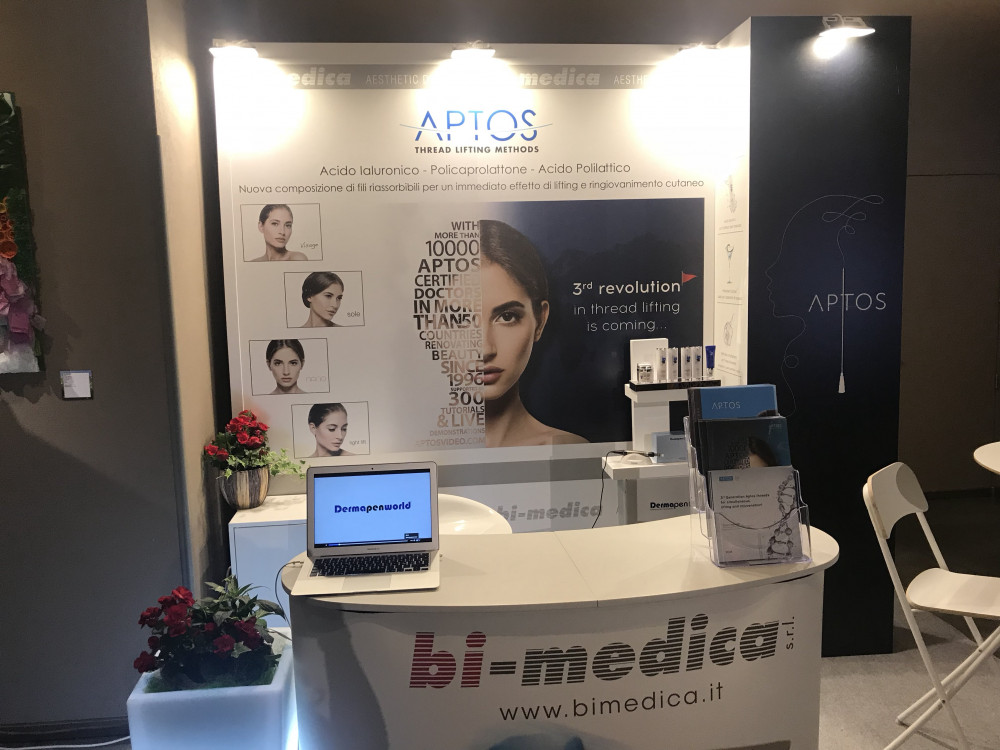 medica AESTHETIC
medica AESTHE
APTOS
THREAD LIFTING METHODS
Acido Ialuronico - Policaprolattone - Acido Polilattico
Nuova composizione di fili riassorbibili per un immediato effetto di lifting e ringiovanimento cutaneo
Visage
WITH
MORE THAN
10000
APTOS
CERTIFIED
DOCTORS
IN MORE
THAN 50
COUNTRIES
RENOVATING
BEAUTY
SINCE
1996
300
TUTORIALS
& LIVE
DEMONSTRATIONS
APTOSVIDEO.COM
3rd revolution
in thread lifting
is coming...
APTOS
APTOS
Dermapenworld
bi-medica
Dermapen
bi-medica s.r.l.
www.bimedica.it